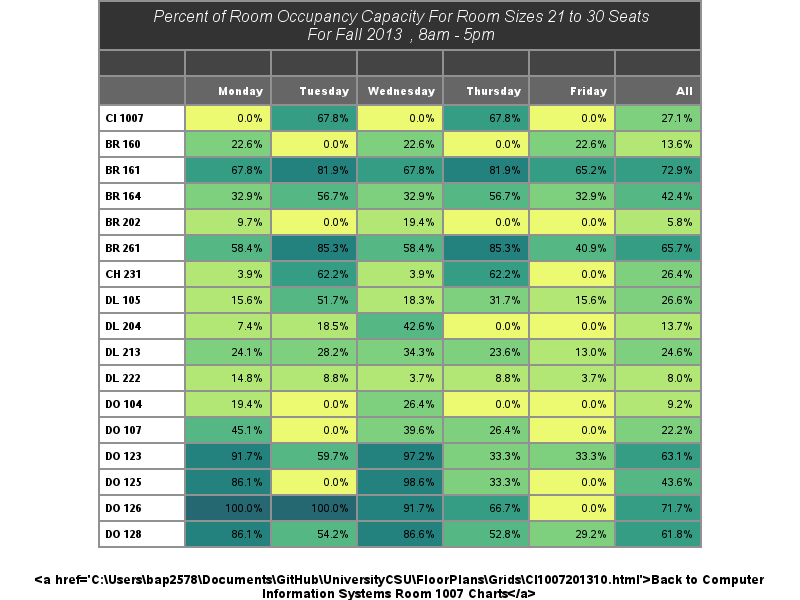 Percent of Room Occupancy Capacity For Room Sizes 21 to 30 Seats
For Fall 2013 , 8am - 5pm
Monday Tuesday Wednesday Thursday Friday All
CI 1007 0.0% 67.8% 0.0% 67.8% 0.0% 27.1%
BR 160 22.6% 0.0% 22.6% 0.0% 22.6% 13.6%
BR 161 67.8% 81.9% 67.8% 81.9% 65.2% 72.9%
BR 164 32.9% 56.7% 32.9% 56.7% 32.9% 42.4%
BR 202 9.7% 0.0% 19.4% 0.0% 0.0% 5.8%
BR 261 58.4% 85.3% 58.4% 85.3% 40.9% 65.7%
CH 231 3.9% 62.2% 3.9% 62.2% 0.0% 26.4%
DL 105 15.6% 51.7% 18.3% 31.7% 15.6% 26.6%
DL 204 7.4% 18.5% 42.6% 0.0% 0.0% 13.7%
DL 213 24.1% 28.2% 34.3% 23.6% 13.0% 24.6%
DL 222 14.8% 8.8% 3.7% 8.8% 3.7% 8.0%
DO 104 19.4% 0.0% 26.4% 0.0% 0.0% 9.2%
DO 107 45.1% 0.0% 39.6% 26.4% 0.0% 22.2%
DO 123 91.7% 59.7% 97.2% 33.3% 33.3% 63.1%
DO 125 86.1% 0.0% 98.6% 33.3% 0.0% 43.6%
DO 126 100.0% 100.0% 91.7% 66.7% 0.0% 71.7%
DO 128 86.1% 54.2% 86.6% 52.8% 29.2% 61.8%
<a href='C:\Users\bap2578\Documents\GitHub\UniversityCSU\FloorPlans\Grids\CI1007201310.html'>Back to Computer
Information Systems Room 1007 Charts</a>